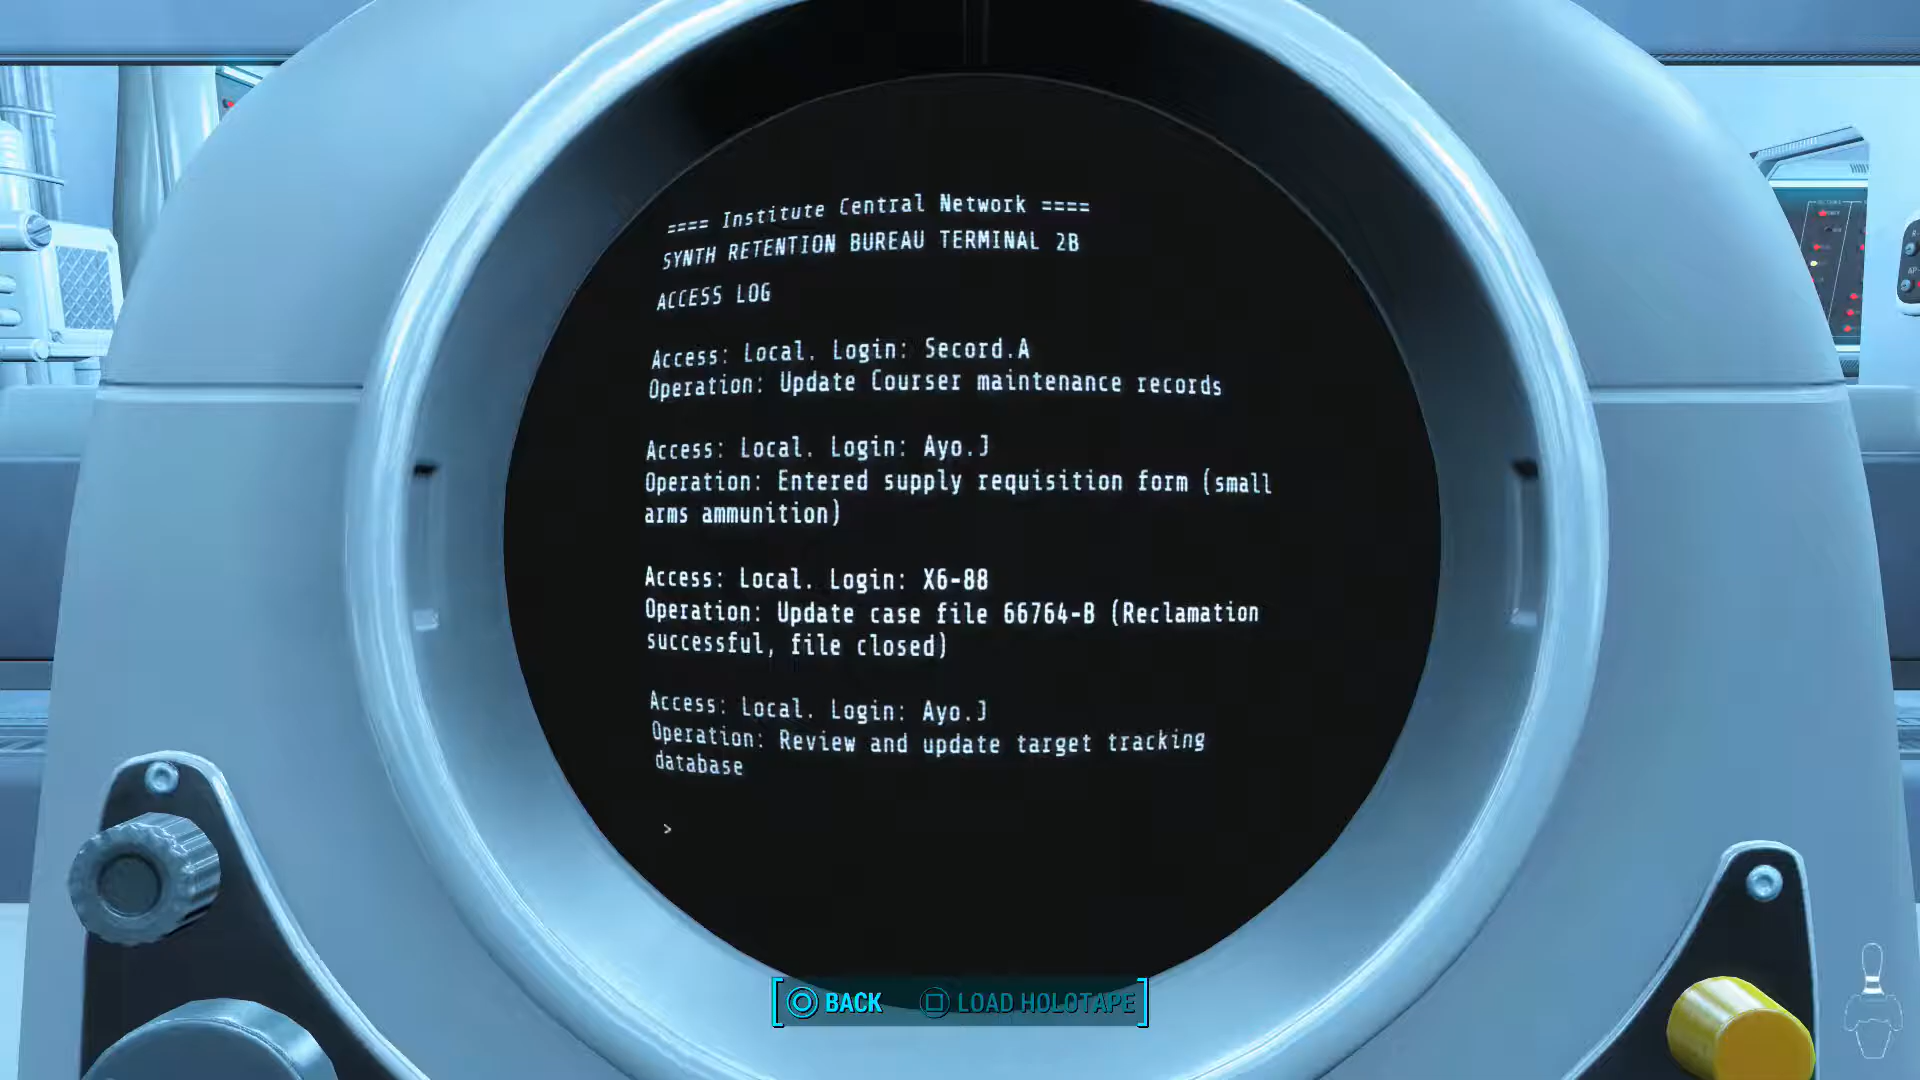 ==== Institute Central Network ====
SYNTH RETENTION BUREAU TERMINAL 2B
ACCESS LOG
Access: Local. Login: Secord.A
Operation: Update Courser maintenance records
Access: Local. Login: Ayo.J
Operation: Entered supply requisition form (small
arms ammunition)
Access: Local. Login: X6-88
Operation: Update case file 66764-B (Reclamation
successful, file closed)
Access: Local. Login: Ayo.J
Operation: Review and update target tracking
database
>
BACK LOAD HOLOTAPE